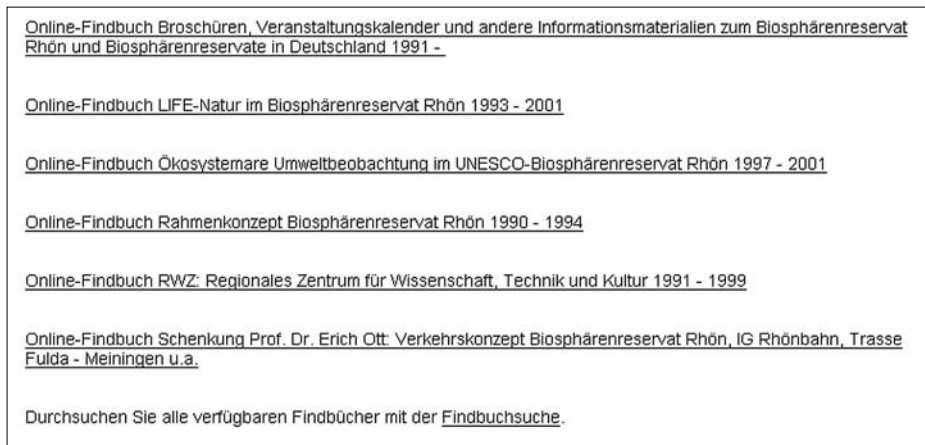 Online-Findbuch Broschüren, Veranstaltungskalender und andere Informationsmaterialien zum Biosphärenreservat
Rhön und Biosphärenreservate in Deutschland 1991 -
Online-Findbuch LIFE-Natur im Biosphärenreservat Rhön 1993 - 2001
Online-Findbuch Ökosystemare Umweltbeobachtung im UNESCO-Biosphärenreservat Rhön 1997 - 2001
Online-Findbuch Rahmenkonzept Biosphärenreservat Rhön 1990 - 1994
Online-Findbuch RWZ: Regionales Zentrum für Wissenschaft, Technik und Kultur 1991 - 1999
Online-Findbuch Schenkung Prof. Dr. Erich Ott: Verkehrskonzept Biosphärenreservat Rhön, IG Rhönbahn, Trasse
Fulda - Meiningen u.a.
Durchsuchen Sie alle verfügbaren Findbücher mit der Findbuchsuche.